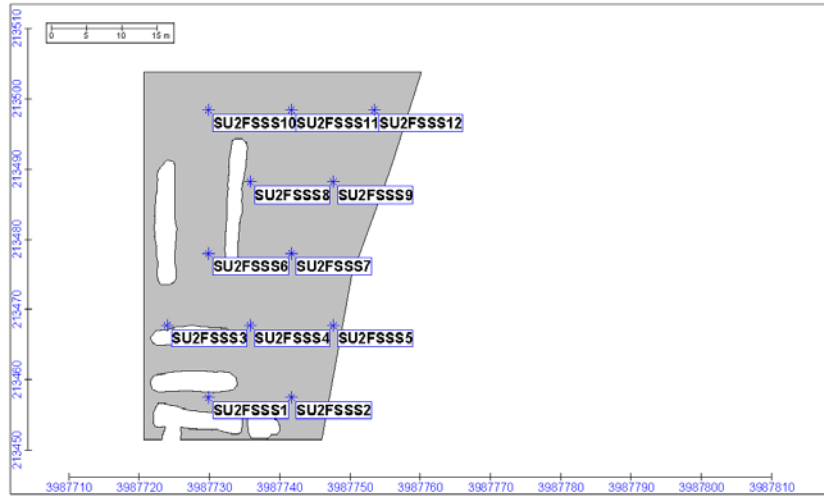 213510
0 5 10 15 m
213500
SU2FSSS10 SU2FSSS11 SU2FSSS12
213490
SU2FSSS8 SU2FSSS9
213480
SU2FSSS6 SU2FSSS7
213470
SU2FSSS3 SU2FSSS4 SU2FSSS5
213460
SU2FSSS1 SU2FSSS2
213450
3987710 3987720 3987730 3987740 3987750 3987760 3987770 3987780 3987790 3987800 3987810